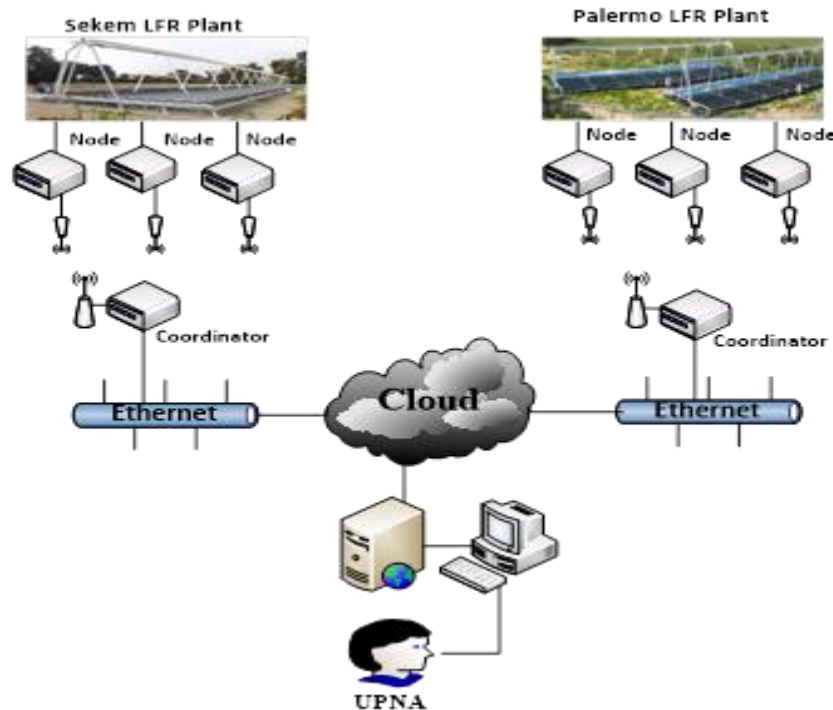 Sekem LFR Plant
Palermo LFR Plant
Node Node Node
Node Node Node
Coordinator
Coordinator
Ethernet
Cloud
Ethernet
UPNA